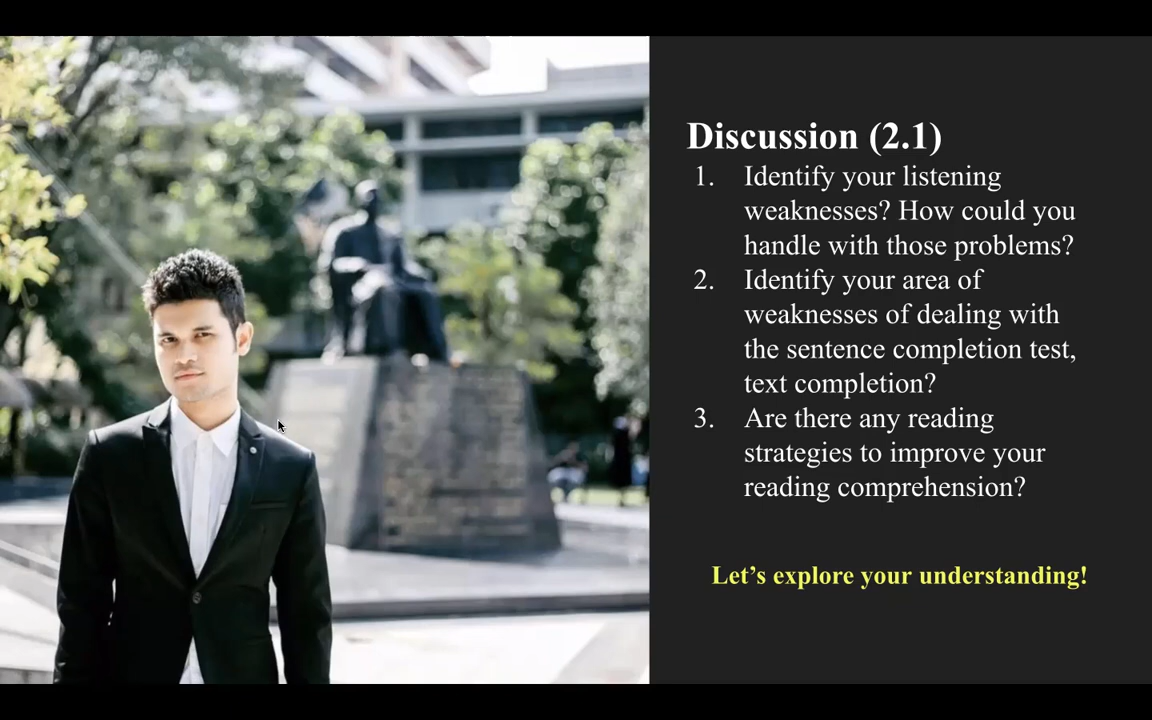 Discussion (2.1)
1. Identify your listening
weaknesses? How could you
handle with those problems?
2. Identify your area of
weaknesses of dealing with
the sentence completion test,
text completion?
3. Are there any reading
strategies to improve your
reading comprehension?
Let’s explore your understanding!